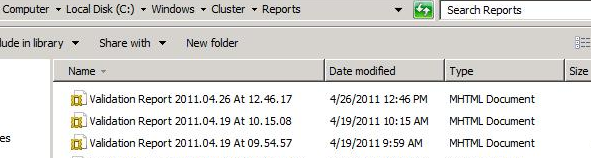 Computer ▸ Local Disk (C:) ▸ Windows ▸ Cluster ▸ Reports Search Reports
ude in library Share with New folder
Name Date modified Type Size
Validation Report 2011.04.26 At 12.46.17 4/26/2011 12:46 PM MHTML Document
Validation Report 2011.04.19 At 10.15.08 4/19/2011 10:15 AM MHTML Document
es Validation Report 2011.04.19 At 09.54.57 4/19/2011 9:59 AM MHTML Document